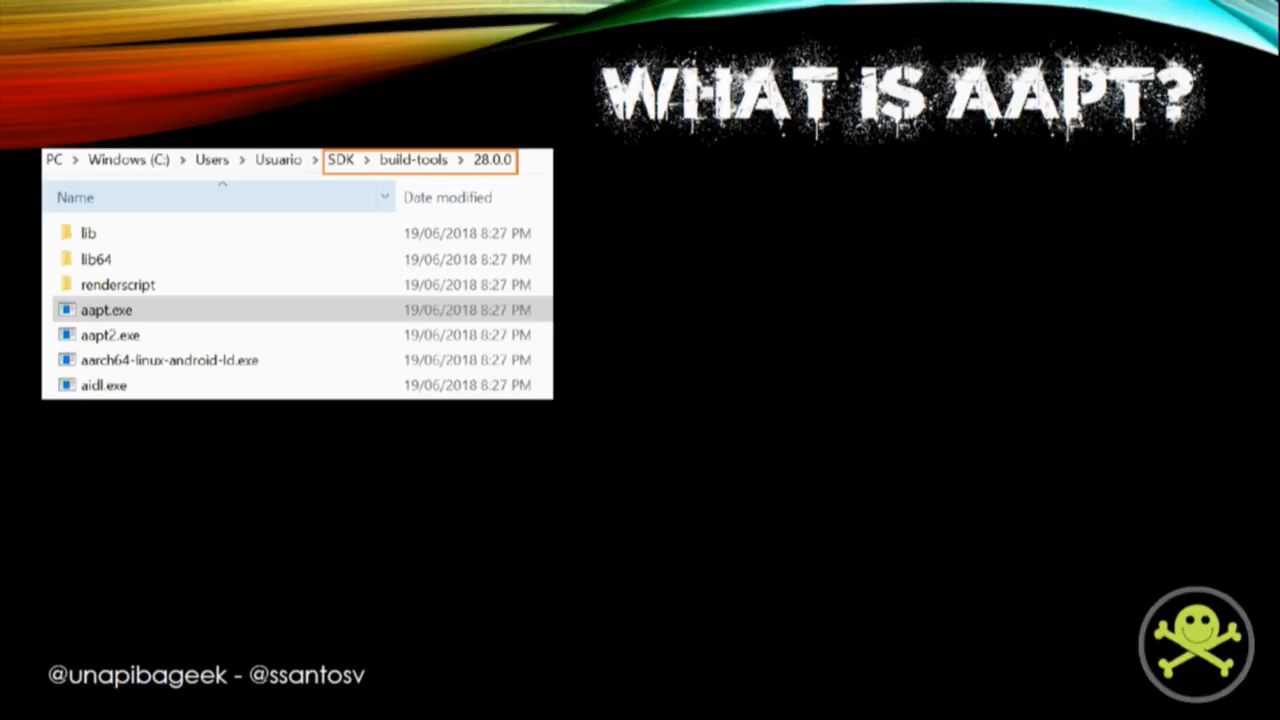 WHAT IS AAPT?
PC > Windows (C:) > Users > Usuario > SDK > build-tools > 28.0.0
Name Date modified
lib 19/06/2018 8:27 PM
lib64 19/06/2018 8:27 PM
renderscript 19/06/2018 8:27 PM
aapt.exe 19/06/2018 8:27 PM
aapt2.exe 19/06/2018 8:27 PM
aarch64-linux-android-ld.exe 19/06/2018 8:27 PM
aidl.exe 19/06/2018 8:27 PM
@unapibageek - @ssantosv